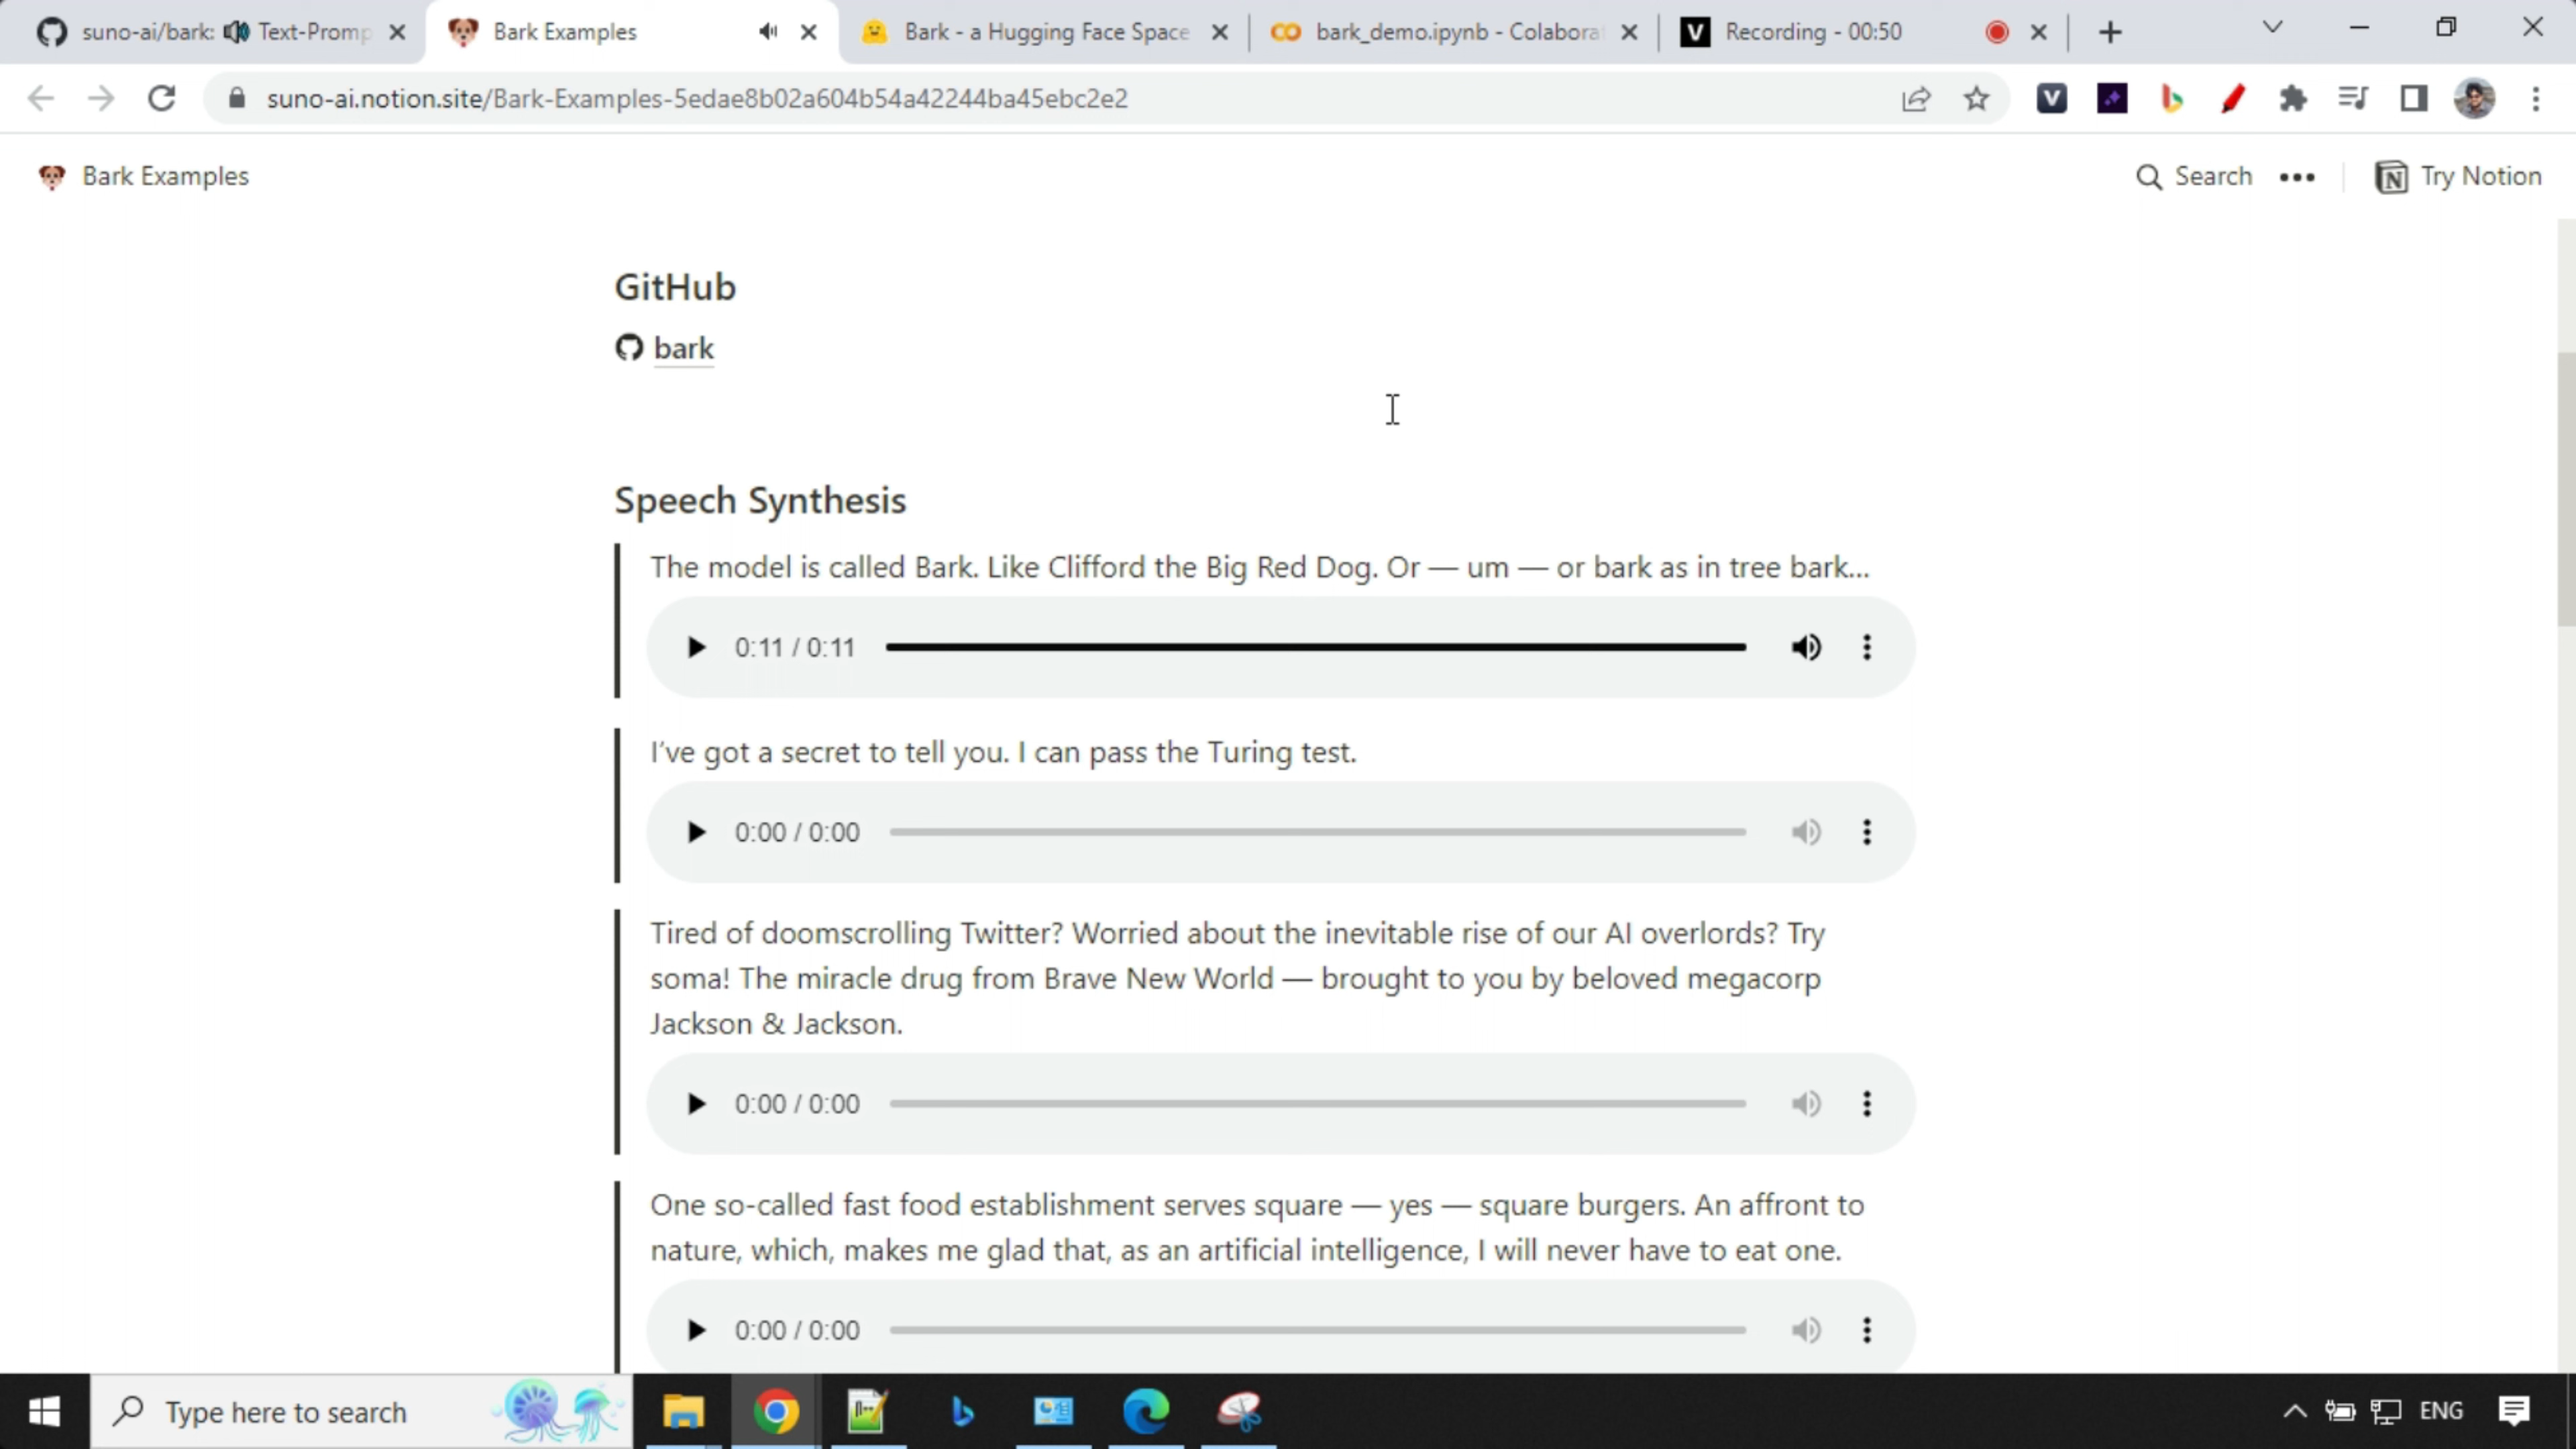 suno-ai/bark: 🔊 Text-Promp
Bark Examples
Bark - a Hugging Face Space
bark_demo.ipynb - Colabora
Recording - 00:50
suno-ai.notion.site/Bark-Examples-5edae8b02a604b54a42244ba45ebc2e2
Bark Examples
Search
Try Notion
GitHub
bark
Speech Synthesis
The model is called Bark. Like Clifford the Big Red Dog. Or — um — or bark as in tree bark…
0:11 / 0:11
I’ve got a secret to tell you. I can pass the Turing test.
0:00 / 0:00
Tired of doomscrolling Twitter? Worried about the inevitable rise of our AI overlords? Try
soma! The miracle drug from Brave New World — brought to you by beloved megacorp
Jackson & Jackson.
0:00 / 0:00
One so-called fast food establishment serves square — yes — square burgers. An affront to
nature, which, makes me glad that, as an artificial intelligence, I will never have to eat one.
0:00 / 0:00
Type here to search
ENG